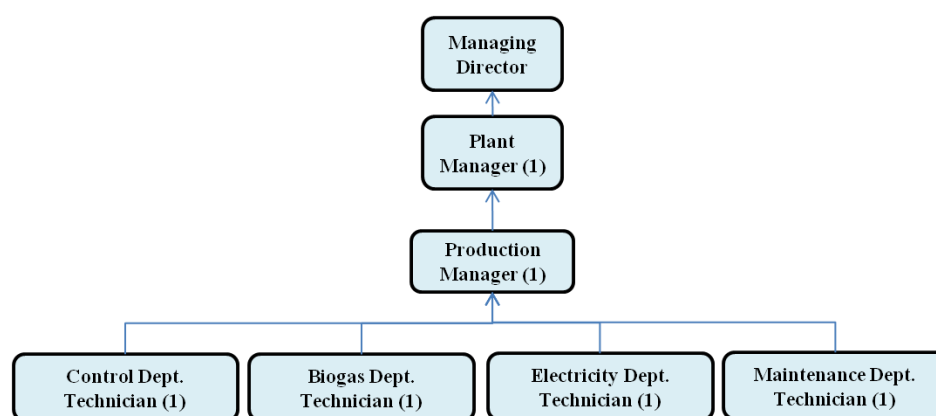 Managing
Director
Plant
Manager (1)
Production
Manager (1)
Control Dept.
Technician (1)
Biogas Dept.
Technician (1)
Electricity Dept.
Technician (1)
Maintenance Dept.
Technician (1)